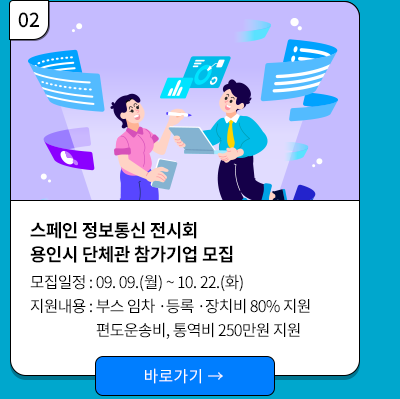 02
스페인 정보통신 전시회
용인시 단체관 참가기업 모집
모집일정 : 09. 09.(월) ~ 10. 22.(화)
지원내용 : 부스 임차 ·등록 ·장치비 80% 지원
편도운송비, 통역비 250만원 지원
바로가기 →